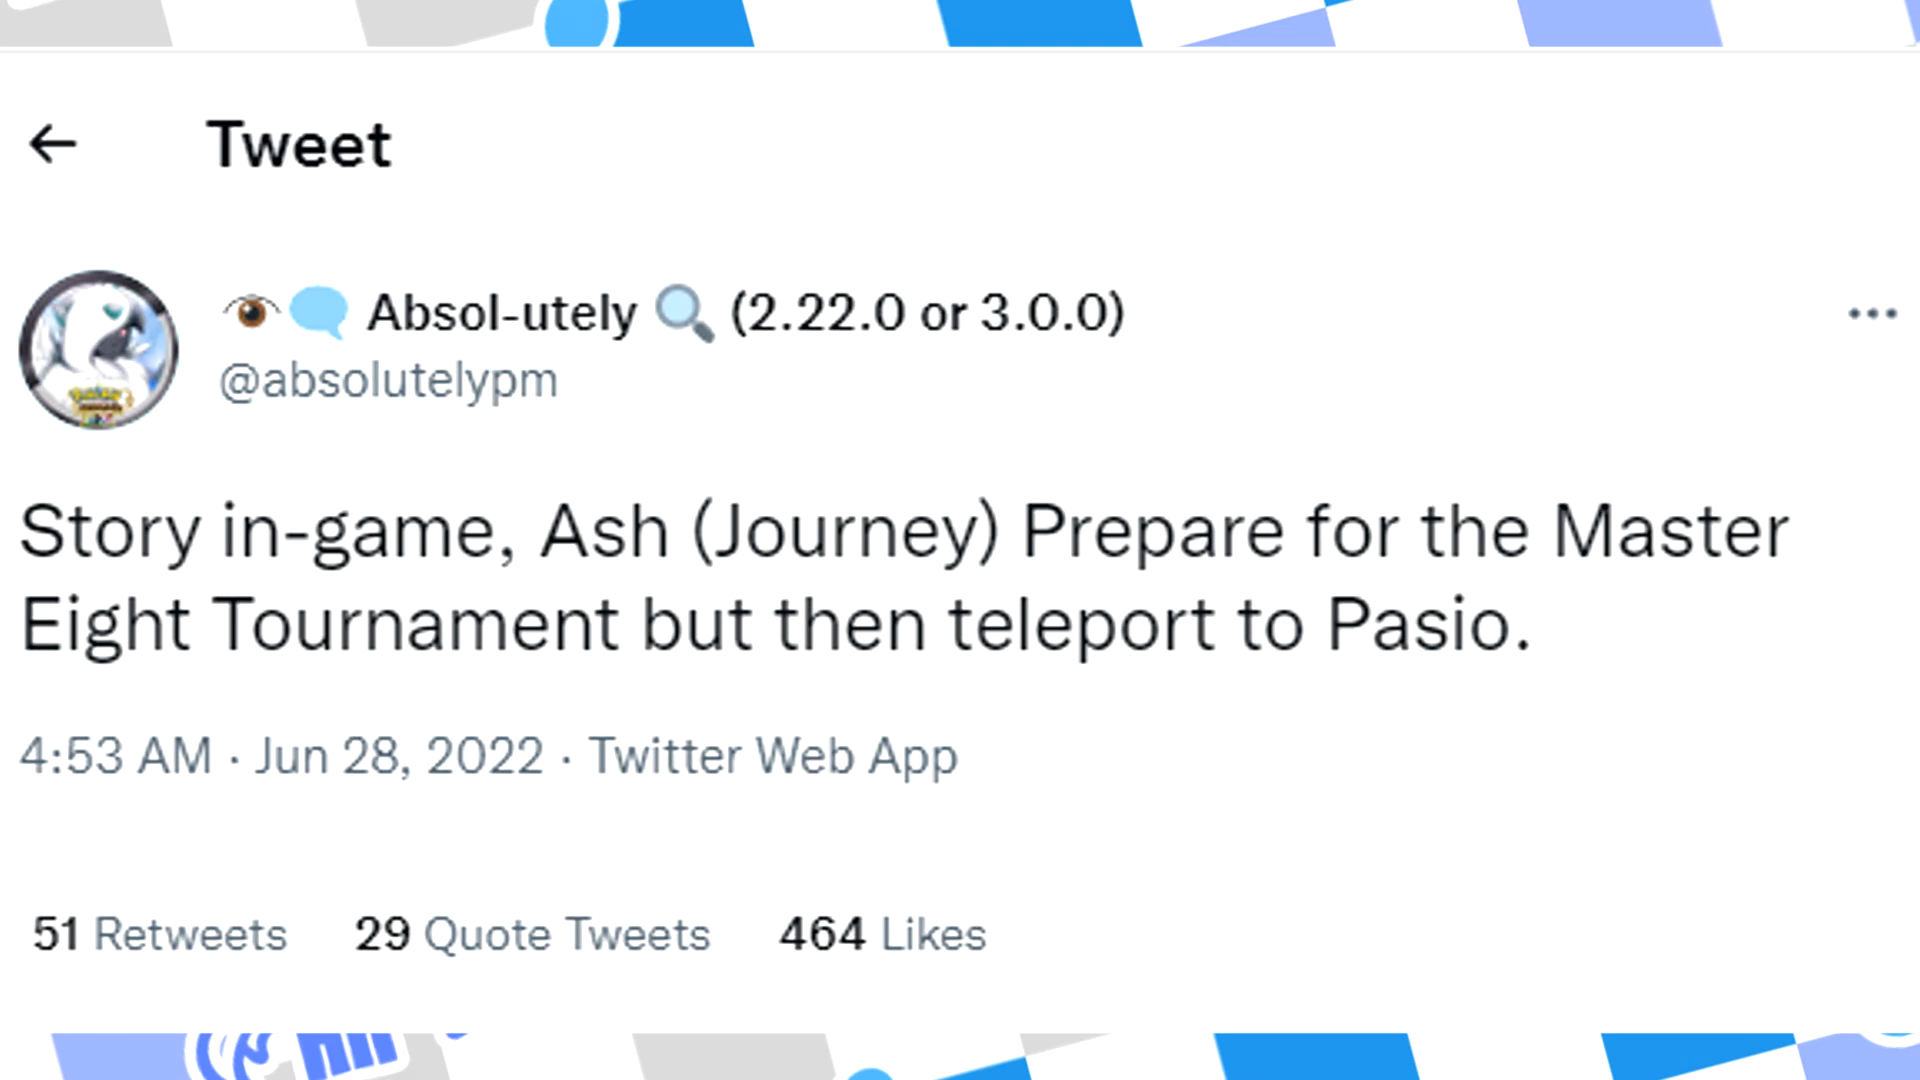 Tweet
👁️🗨️ Absol-utely 🔍 (2.22.0 or 3.0.0)
@absolutelypm
Story in-game, Ash (Journey) Prepare for the Master
Eight Tournament but then teleport to Pasio.
4:53 AM · Jun 28, 2022 · Twitter Web App
51 Retweets 29 Quote Tweets 464 Likes